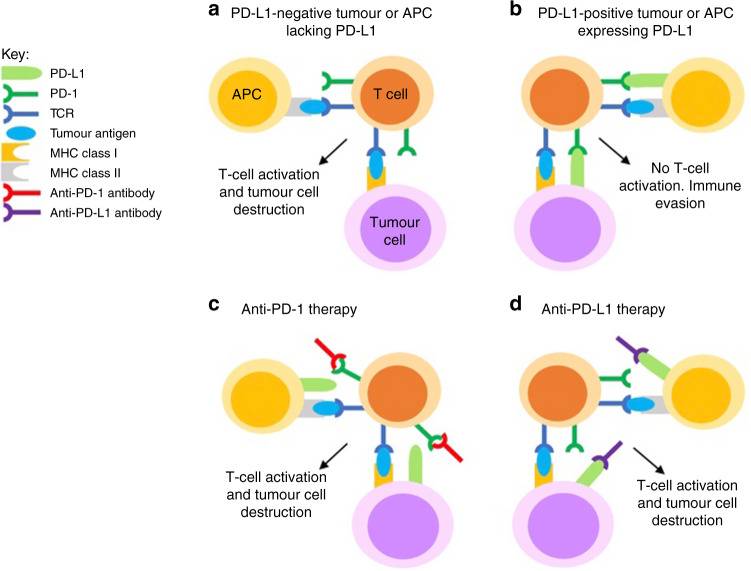 a
PD-L1-negative tumour or APC
lacking PD-L1
b
PD-L1-positive tumour or APC
expressing PD-L1
Key:
PD-L1
PD-1
TCR
Tumour antigen
MHC class I
MHC class II
Anti-PD-1 antibody
Anti-PD-L1 antibody
APC
T cell
T-cell activation
and tumour cell
destruction
Tumour
cell
No T-cell
activation. Immune
evasion
c
Anti-PD-1 therapy
d
Anti-PD-L1 therapy
T-cell activation
and tumour cell
destruction
T-cell activation
and tumour cell
destruction